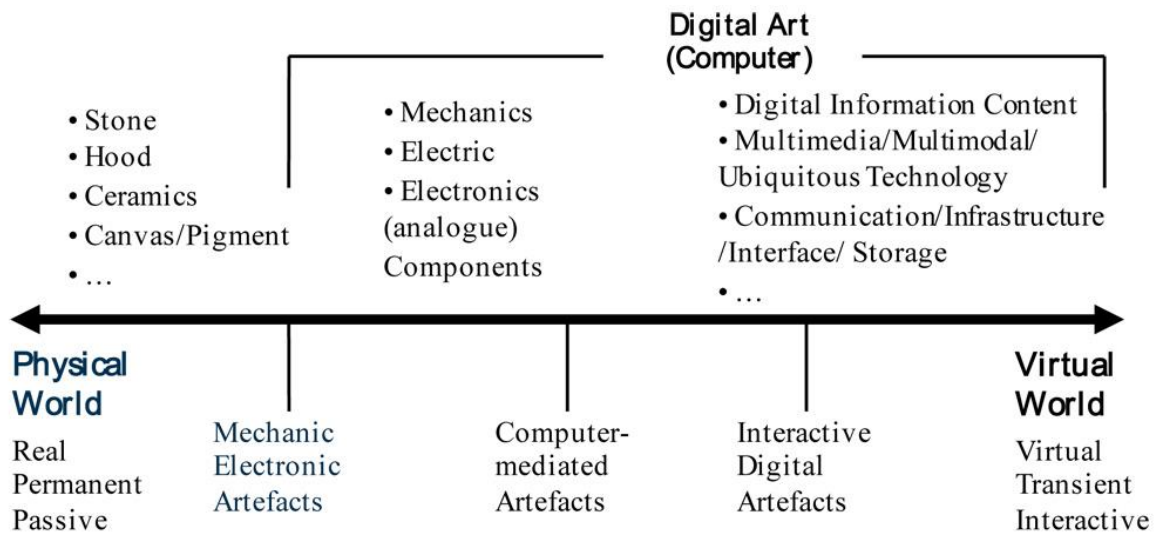 Digital Art
(Computer)
• Stone
• Hood
• Ceramics
• Canvas/Pigment
• …
• Mechanics
• Electric
• Electronics
(analogue)
Components
• Digital Information Content
• Multimedia/Multimodal/
Ubiquitous Technology
• Communication/Infrastructure
/Interface/ Storage
• …
Physical
World
Real
Permanent
Passive
Mechanic
Electronic
Artefacts
Computer-
mediated
Artefacts
Interactive
Digital
Artefacts
Virtual
World
Virtual
Transient
Interactive